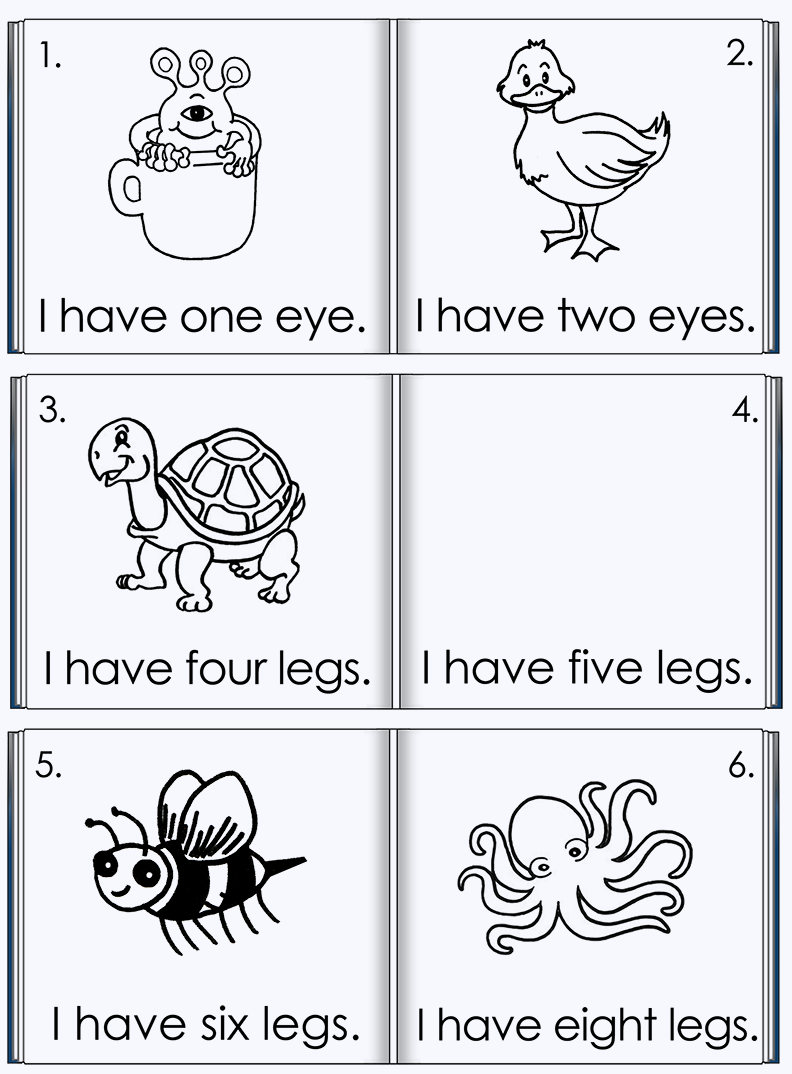 1.
I have one eye.
2.
I have two eyes.
3.
I have four legs.
4.
I have five legs.
5.
I have six legs.
6.
I have eight legs.